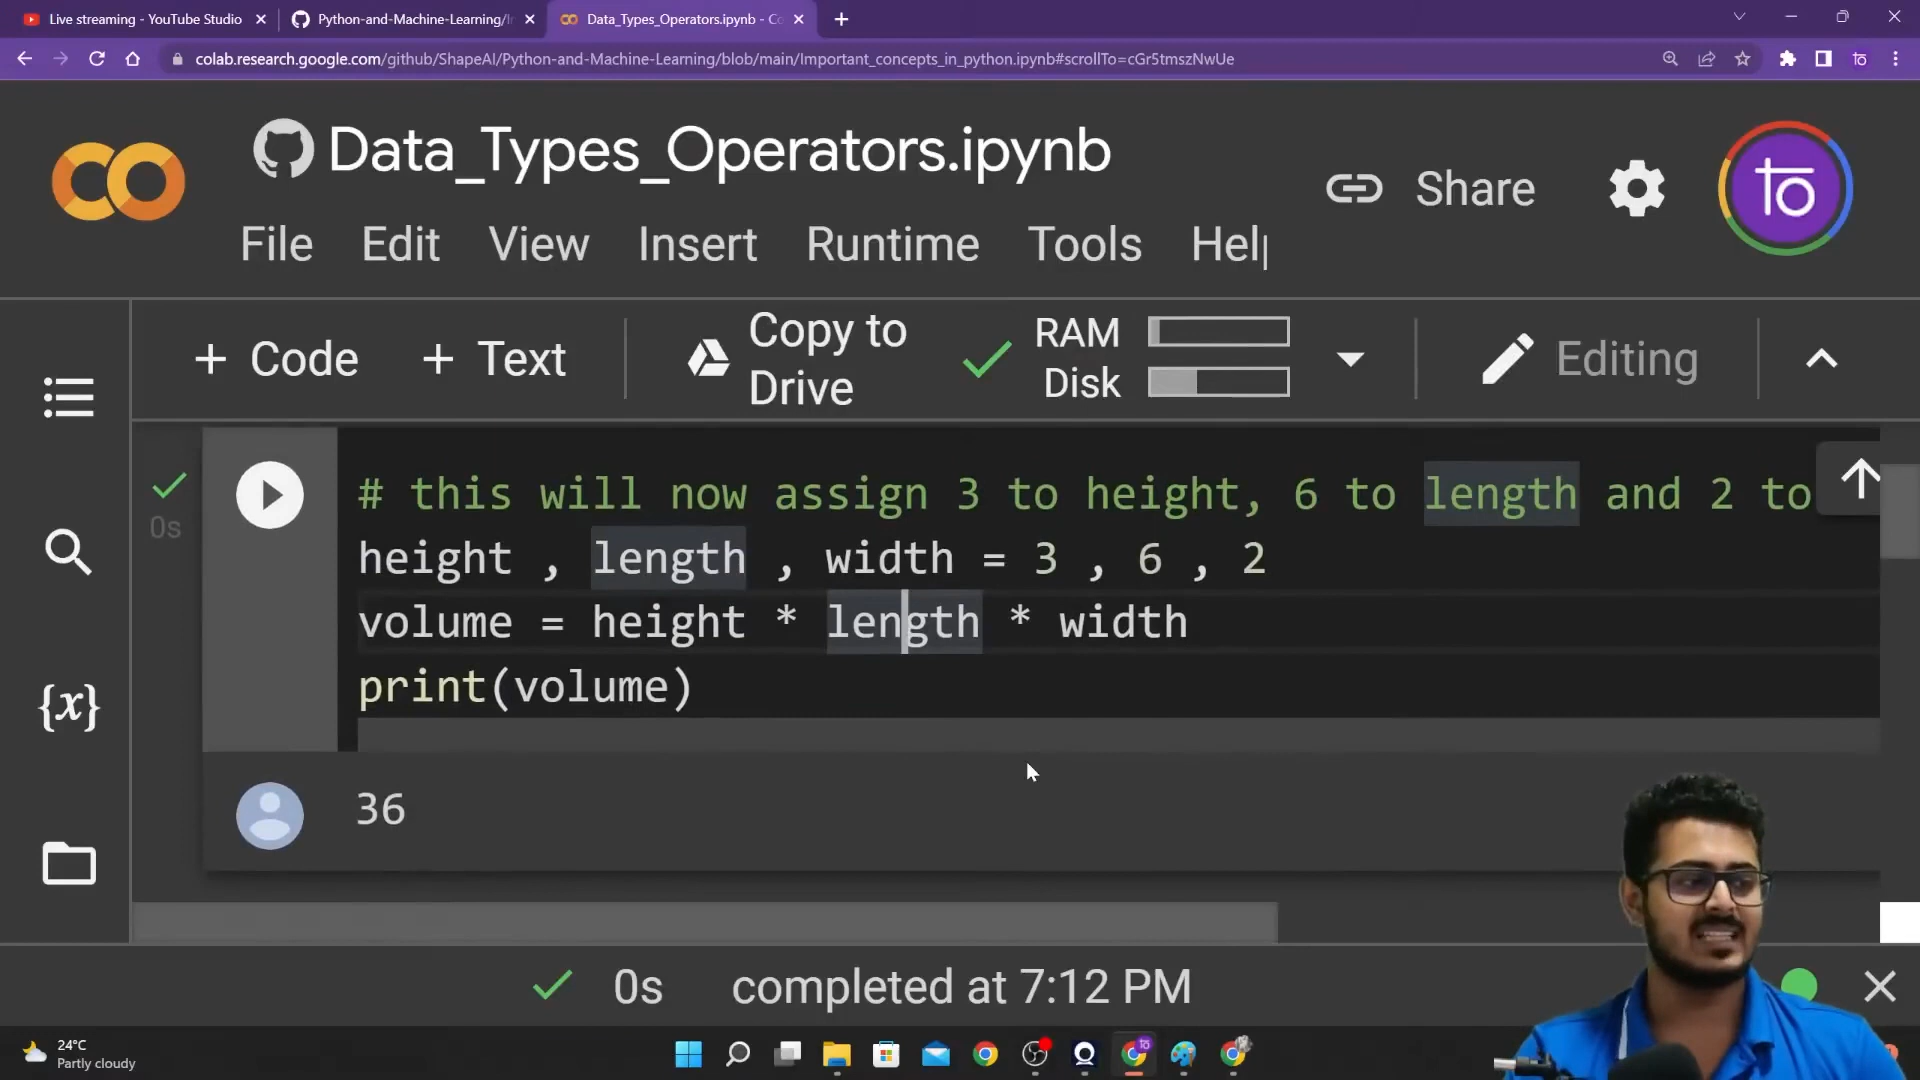 Live streaming - YouTube Studio
Python-and-Machine-Learning/I
Data_Types_Operators.ipynb - Co
colab.research.google.com/github/ShapeAI/Python-and-Machine-Learning/blob/main/Important_concepts_in_python.ipynb#scrollTo=cGr5tmszNwUe
Data_Types_Operators.ipynb
Share
to
File Edit View Insert Runtime Tools Help
+ Code + Text
Copy to
Drive
RAM
Disk
Editing
{x}
0s
# this will now assign 3 to height, 6 to length and 2 to
height , length , width = 3 , 6 , 2
volume = height * length * width
print(volume)
36
0s completed at 7:12 PM
24°C
Partly cloudy